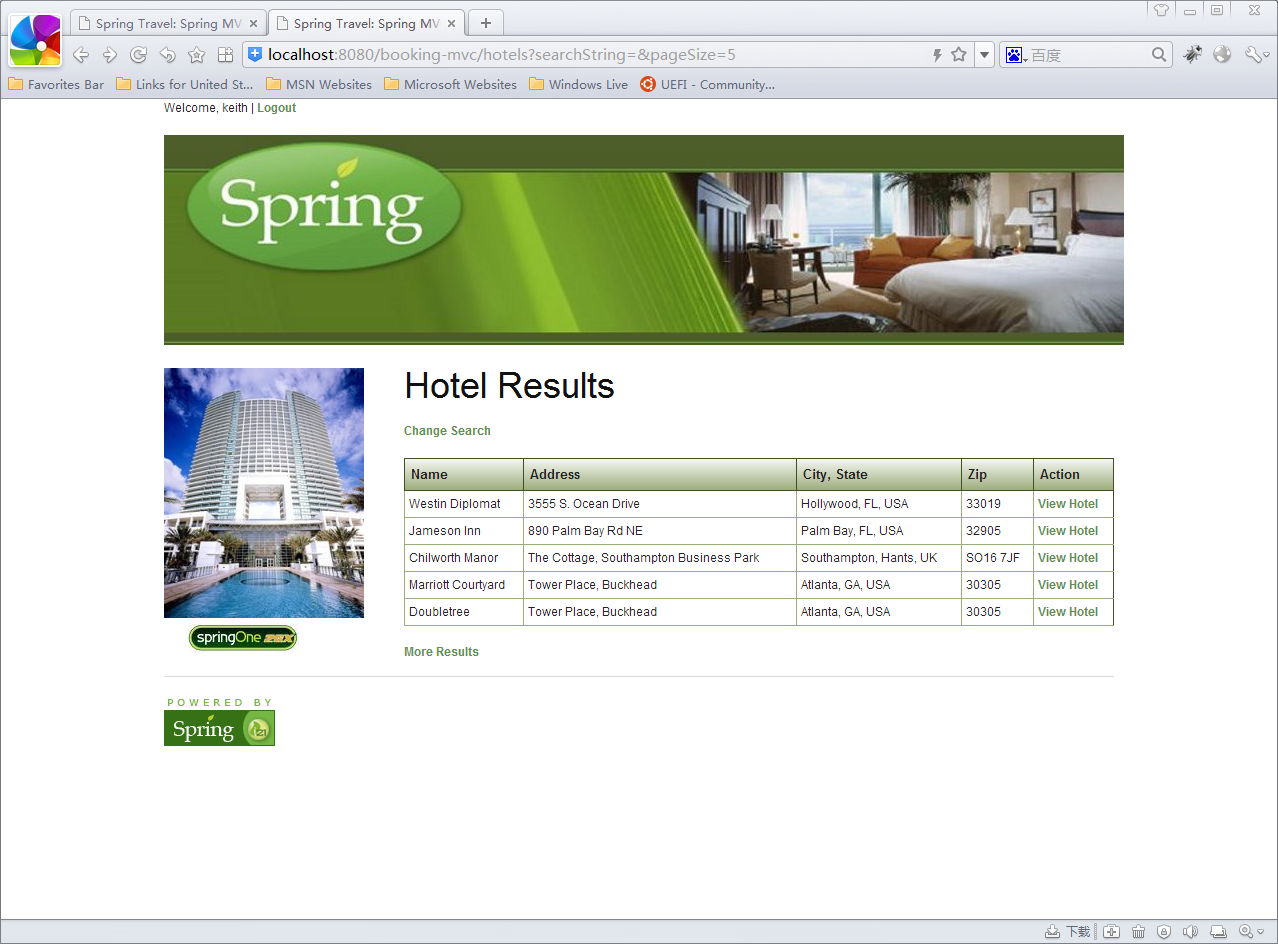 Spring Travel: Spring MV
Spring Travel: Spring MV
localhost:8080/booking-mvc/hotels?searchString=&pageSize=5
百度
Favorites Bar
Links for United St...
MSN Websites
Microsoft Websites
Windows Live
UEFI - Community...
Welcome, keith | Logout
Spring
Hotel Results
Change Search
Name Address City, State Zip Action
Westin Diplomat 3555 S. Ocean Drive Hollywood, FL, USA 33019 View Hotel
Jameson Inn 890 Palm Bay Rd NE Palm Bay, FL, USA 32905 View Hotel
Chilworth Manor The Cottage, Southampton Business Park Southampton, Hants, UK SO16 7JF View Hotel
Marriott Courtyard Tower Place, Buckhead Atlanta, GA, USA 30305 View Hotel
Doubletree Tower Place, Buckhead Atlanta, GA, USA 30305 View Hotel
springOne 2GX
More Results
POWERED BY
Spring
下载